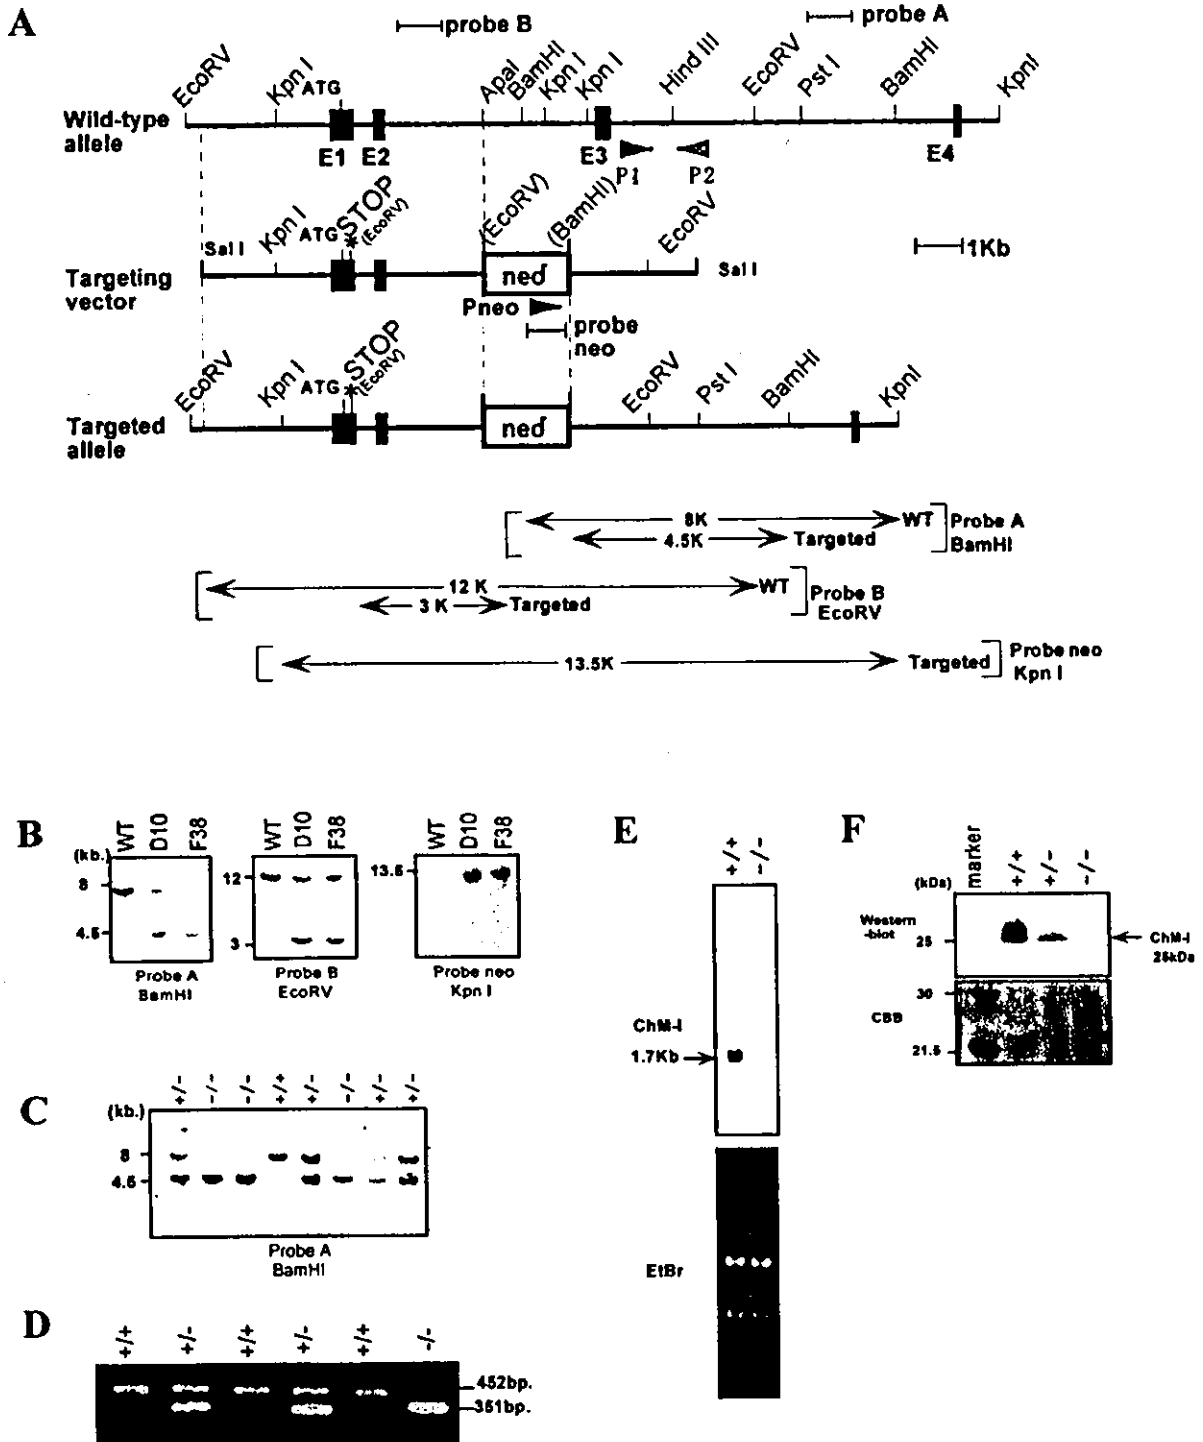 A
probe B
probe A
EcoRV
Kpn I
ATG
ApaI
BamHI
Kpn I
Kpn I
Hind III
EcoRV
Pst I
BamHI
KpnI
Wild-type
allele
E1
E2
E3
E4
P1
P2
Sal I
Kpn I
ATG
STOP
*
(EcoRV)
(EcoRV)
(BamHI)
EcoRV
Sal I
1Kb
Targeting
vector
neo
Pneo
probe
neo
EcoRV
Kpn I
ATG
STOP
*
(EcoRV)
EcoRV
Pst I
BamHI
KpnI
Targeted
allele
neo
8K
WT
4.5K
Targeted
Probe A
BamHI
12 K
WT
3 K
Targeted
Probe B
EcoRV
13.5K
Targeted
Probe neo
Kpn I
B
WT
D10
F38
(kb.)
8
4.5
Probe A
BamHI
WT
D10
F38
12
3
Probe B
EcoRV
WT
D10
F38
13.5
Probe neo
Kpn I
C
(kb.)
+/- -/- -/- +/+ +/- -/- +/- +/-
8
4.5
Probe A
BamHI
D
+/+ +/- +/+ +/- +/+ -/-
452bp.
351bp.
E
+/+ -/-
ChM-I
1.7Kb
EtBr
F
marker +/+ +/- -/-
(kDa)
Western
-blot
25
ChM-I
25kDa
30
CBB
21.5